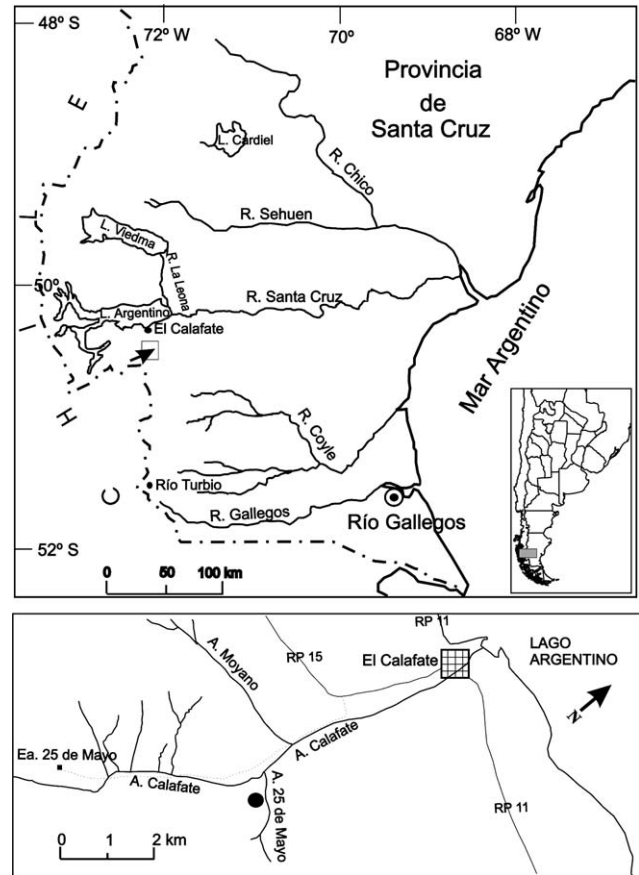 48º S
72º W
70º
68º W
Provincia
de
Santa Cruz
E
L. Cardiel
R. Chico
R. Sehuen
L. Viedma
L
R. La Leona
50º
R. Santa Cruz
L. Argentino
El Calafate
Mar Argentino
I
H
R. Coyle
C
Río Turbio
R. Gallegos
Río Gallegos
52º S
0 50 100 km
RP 11
A. Moyano
RP 15
El Calafate
LAGO
ARGENTINO
N
A. Calafate
Ea. 25 de Mayo
A. Calafate
A. 25 de Mayo
RP 11
0 1 2 km